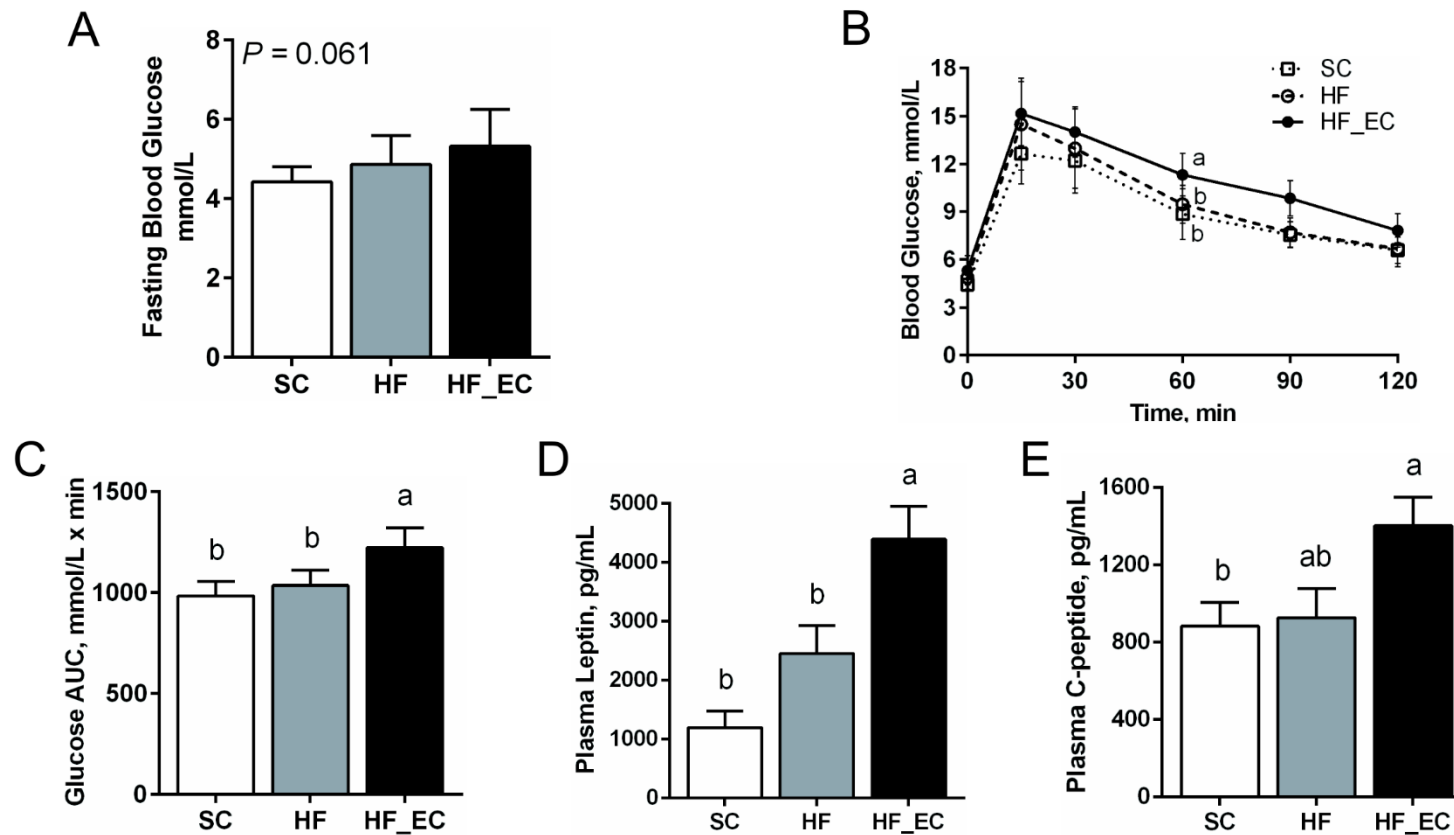 A
Fasting Blood Glucose
mmol/L
8
6
4
2
0
P = 0.061
SC HF HF_EC
B
Blood Glucose, mmol/L
18
15
12
9
6
3
0
SC
HF
HF_EC
a
b
b
0 30 60 90 120
Time, min
C
Glucose AUC, mmol/L x min
1500
1000
500
0
b b a
SC HF HF_EC
D
Plasma Leptin, pg/mL
5000
4000
3000
2000
1000
0
b b a
SC HF HF_EC
E
Plasma C-peptide, pg/mL
1600
1200
800
400
0
b ab a
SC HF HF_EC